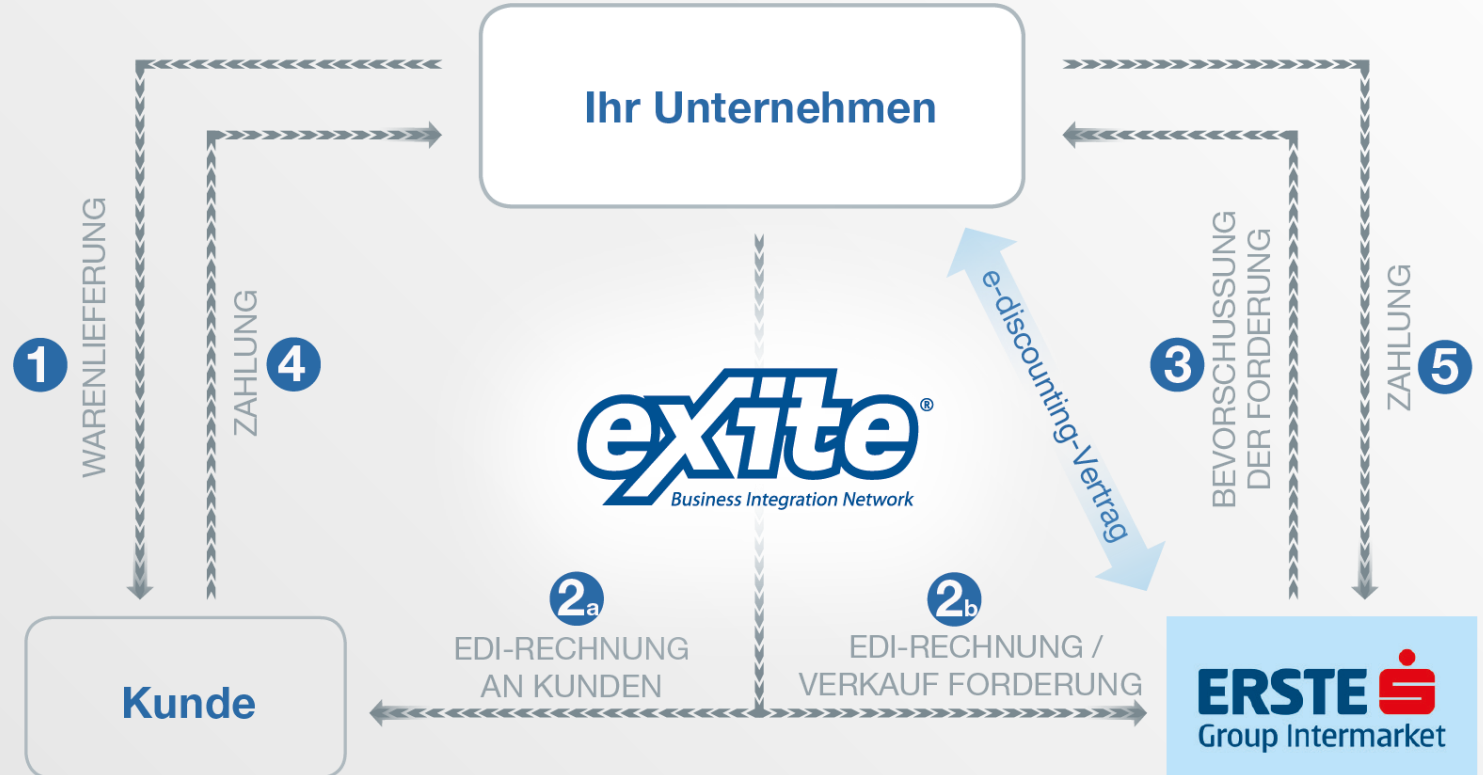 Ihr Unternehmen
1
WARENLIEFERUNG
ZAHLUNG
4
exite®
Business Integration Network
e-discounting-Vertrag
3
BEVORSCHUSSUNG
DER FORDERUNG
ZAHLUNG
5
2a
EDI-RECHNUNG
AN KUNDEN
2b
EDI-RECHNUNG /
VERKAUF FORDERUNG
Kunde
ERSTE
Group Intermarket